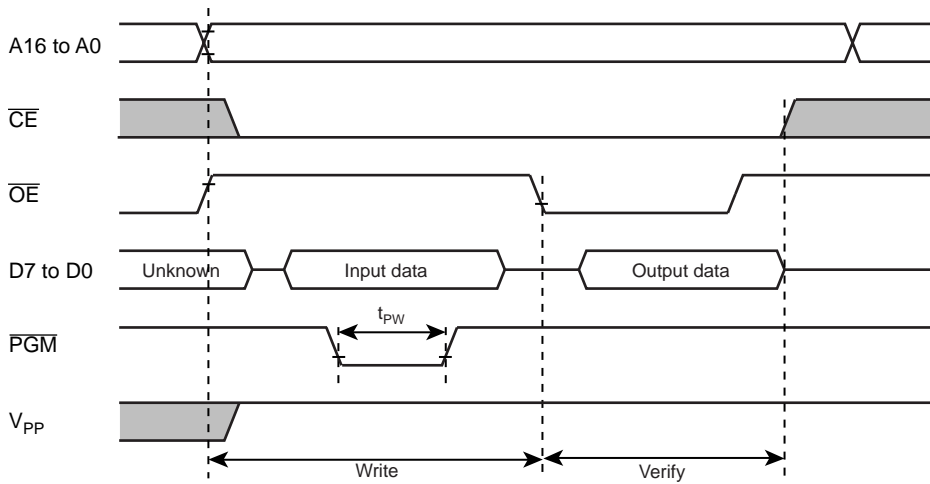 A16 to A0
CE
OE
D7 to D0 Unknown Input data Output data
tPW
PGM
VPP
Write Verify